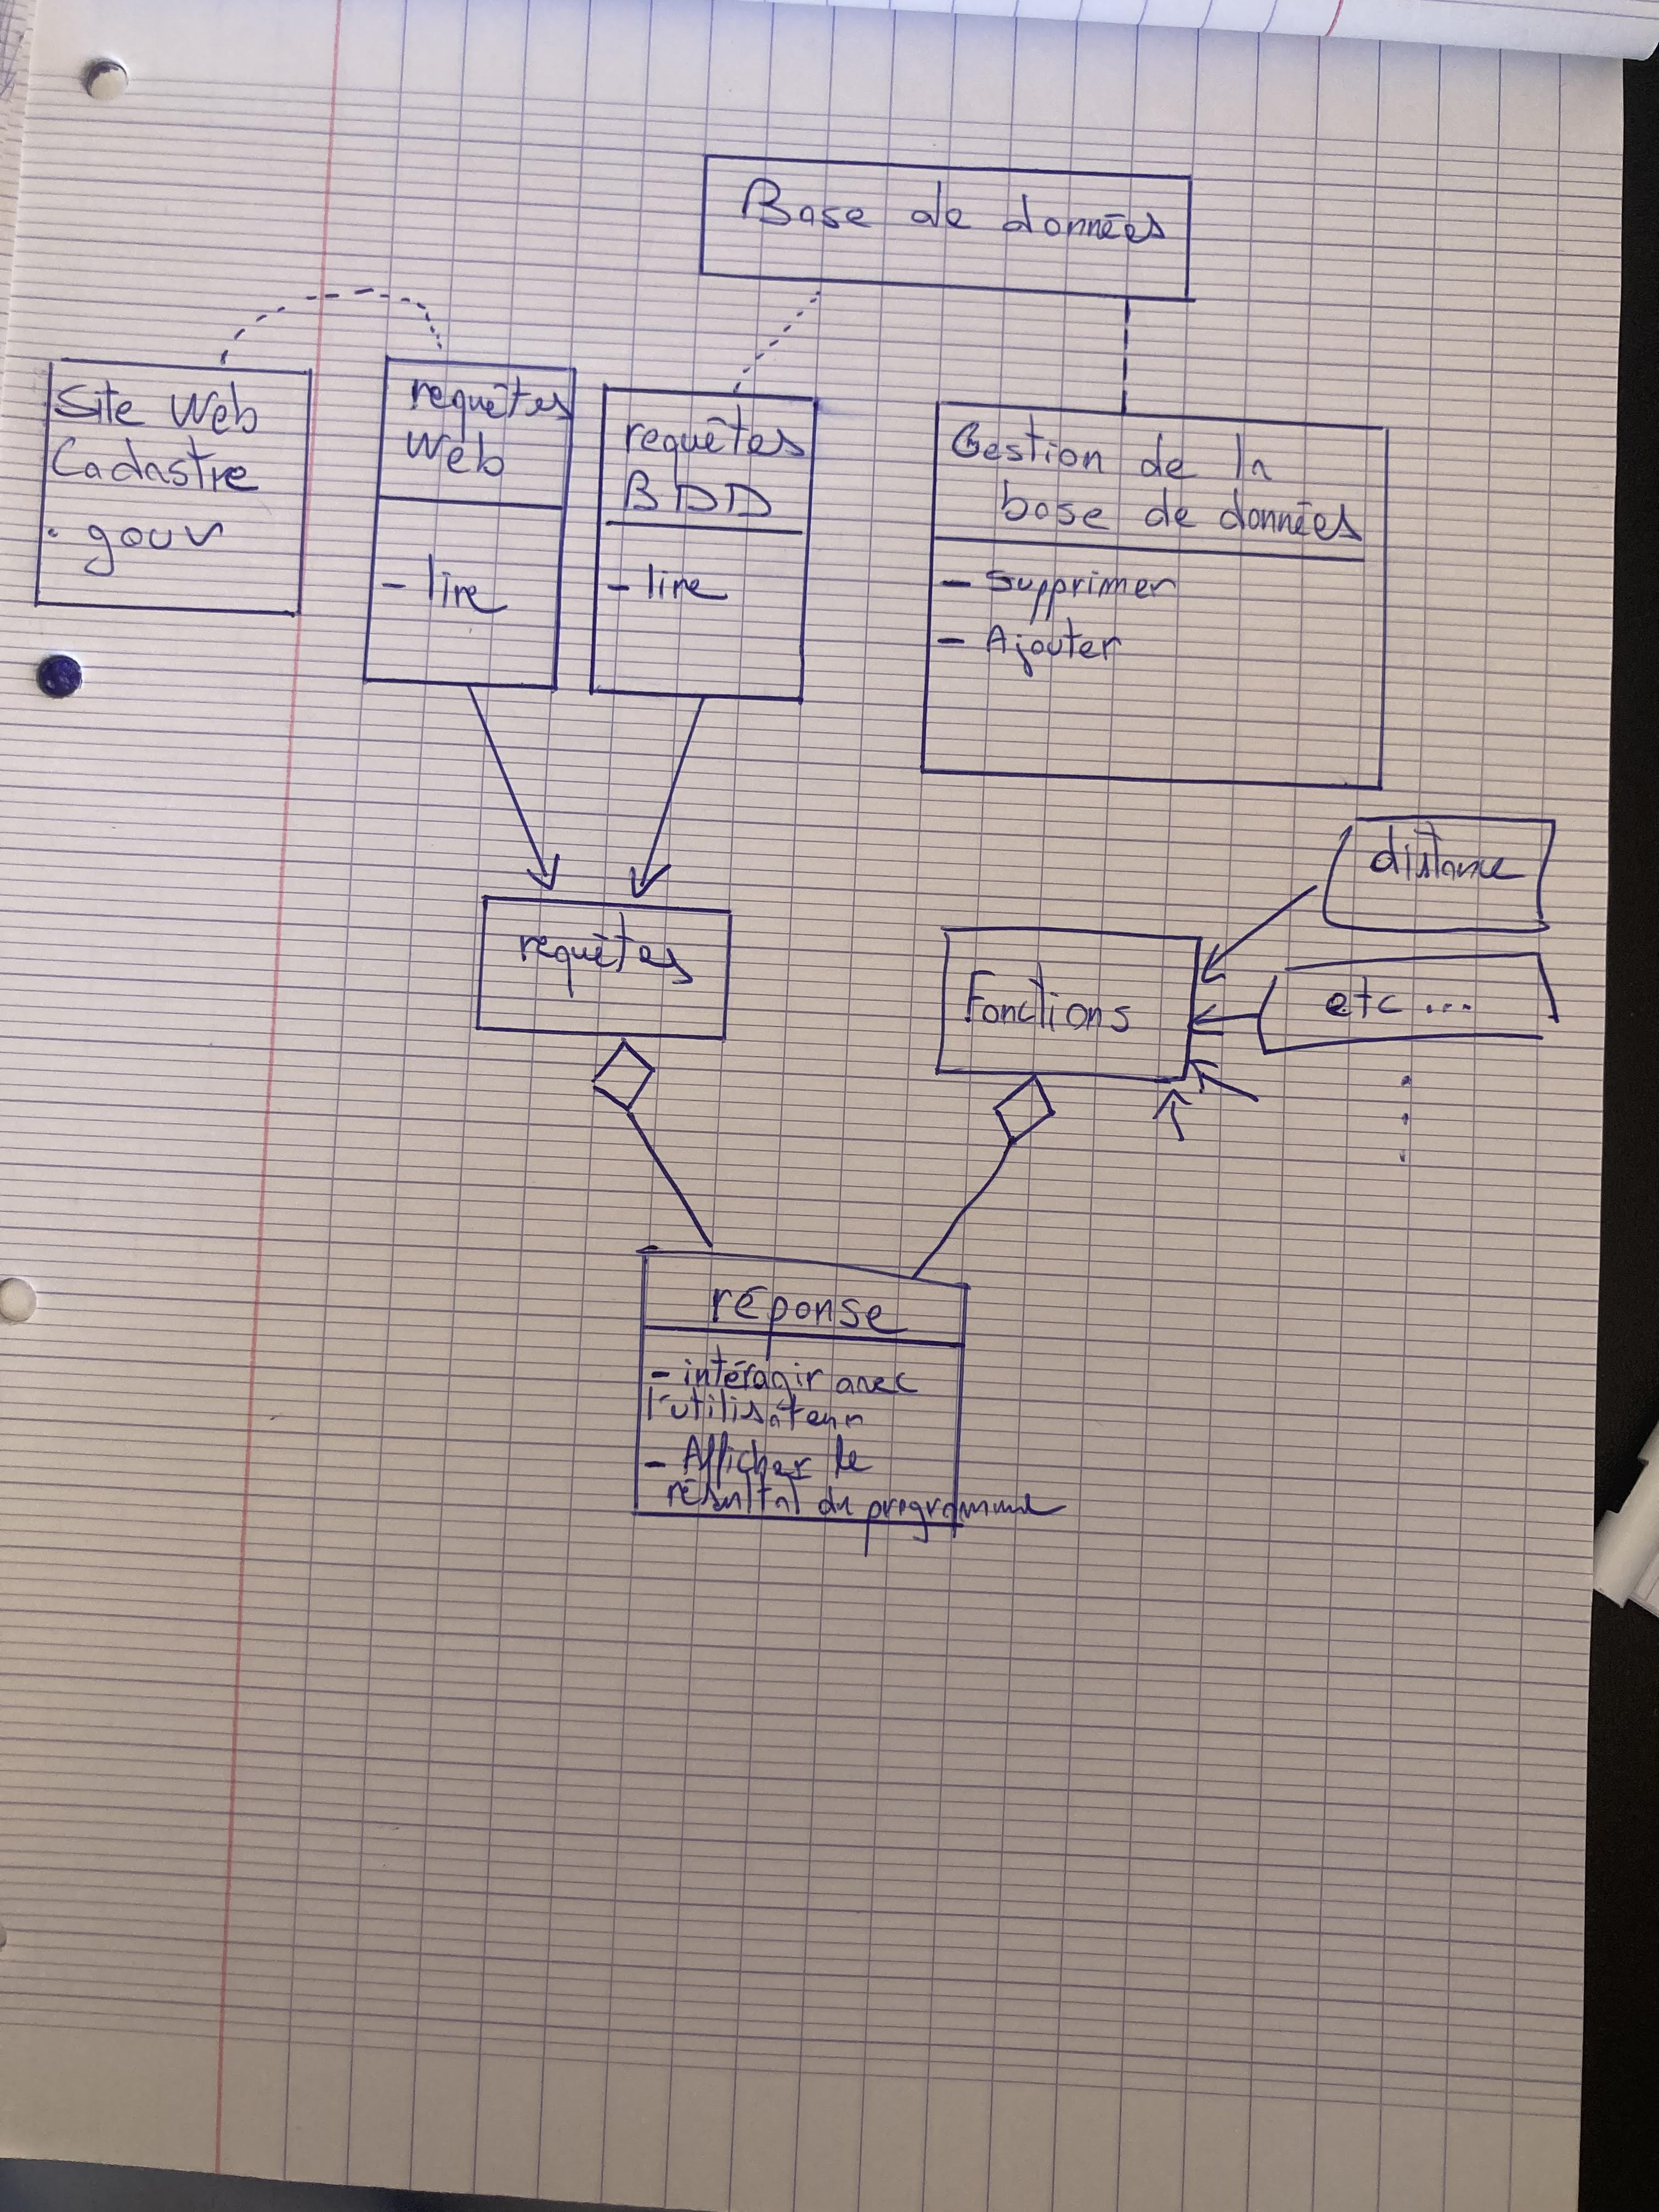 Base de données
Site Web
Cadastre
.gouv
requêtes
Web
- lire
requêtes
BDD
- lire
Gestion de la
base de données
- Supprimer
- Ajouter
distance
requêtes
Fonctions
etc ...
réponse
- intéragir avec
l'utilisateur
- Afficher le
résultat du programme